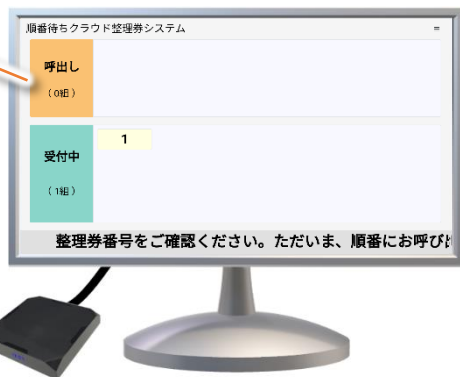 順番待ちクラウド整理券システム
呼出し
（0組）
1
受付中
（1組）
整理券番号をご確認ください。ただいま、順番にお呼び